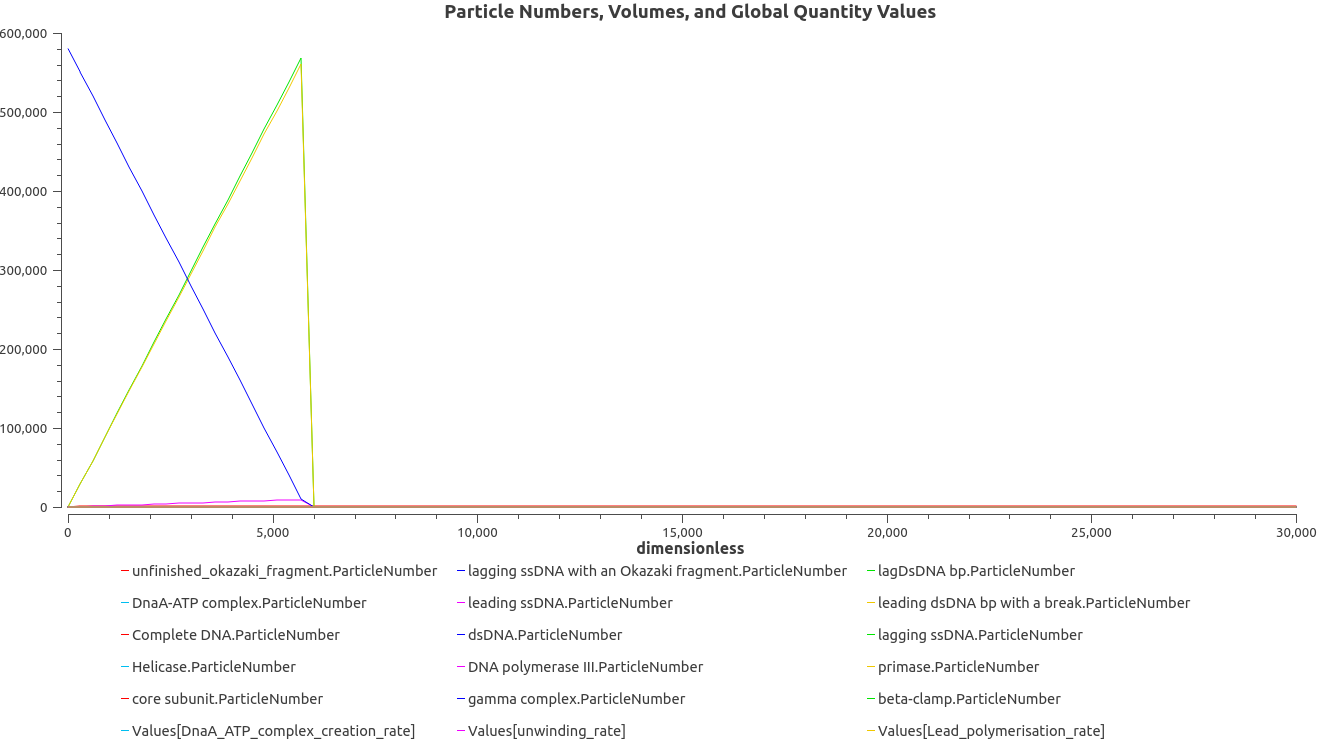 Particle Numbers, Volumes, and Global Quantity Values
600,000
500,000
400,000
300,000
200,000
100,000
0
0 5,000 10,000 15,000 20,000 25,000 30,000
dimensionless
unfinished_okazaki_fragment.ParticleNumber lagging ssDNA with an Okazaki fragment.ParticleNumber lagDsDNA bp.ParticleNumber
DnaA-ATP complex.ParticleNumber leading ssDNA.ParticleNumber leading dsDNA bp with a break.ParticleNumber
Complete DNA.ParticleNumber dsDNA.ParticleNumber lagging ssDNA.ParticleNumber
Helicase.ParticleNumber DNA polymerase III.ParticleNumber primase.ParticleNumber
core subunit.ParticleNumber gamma complex.ParticleNumber beta-clamp.ParticleNumber
Values[DnaA_ATP_complex_creation_rate] Values[unwinding_rate] Values[Lead_polymerisation_rate]